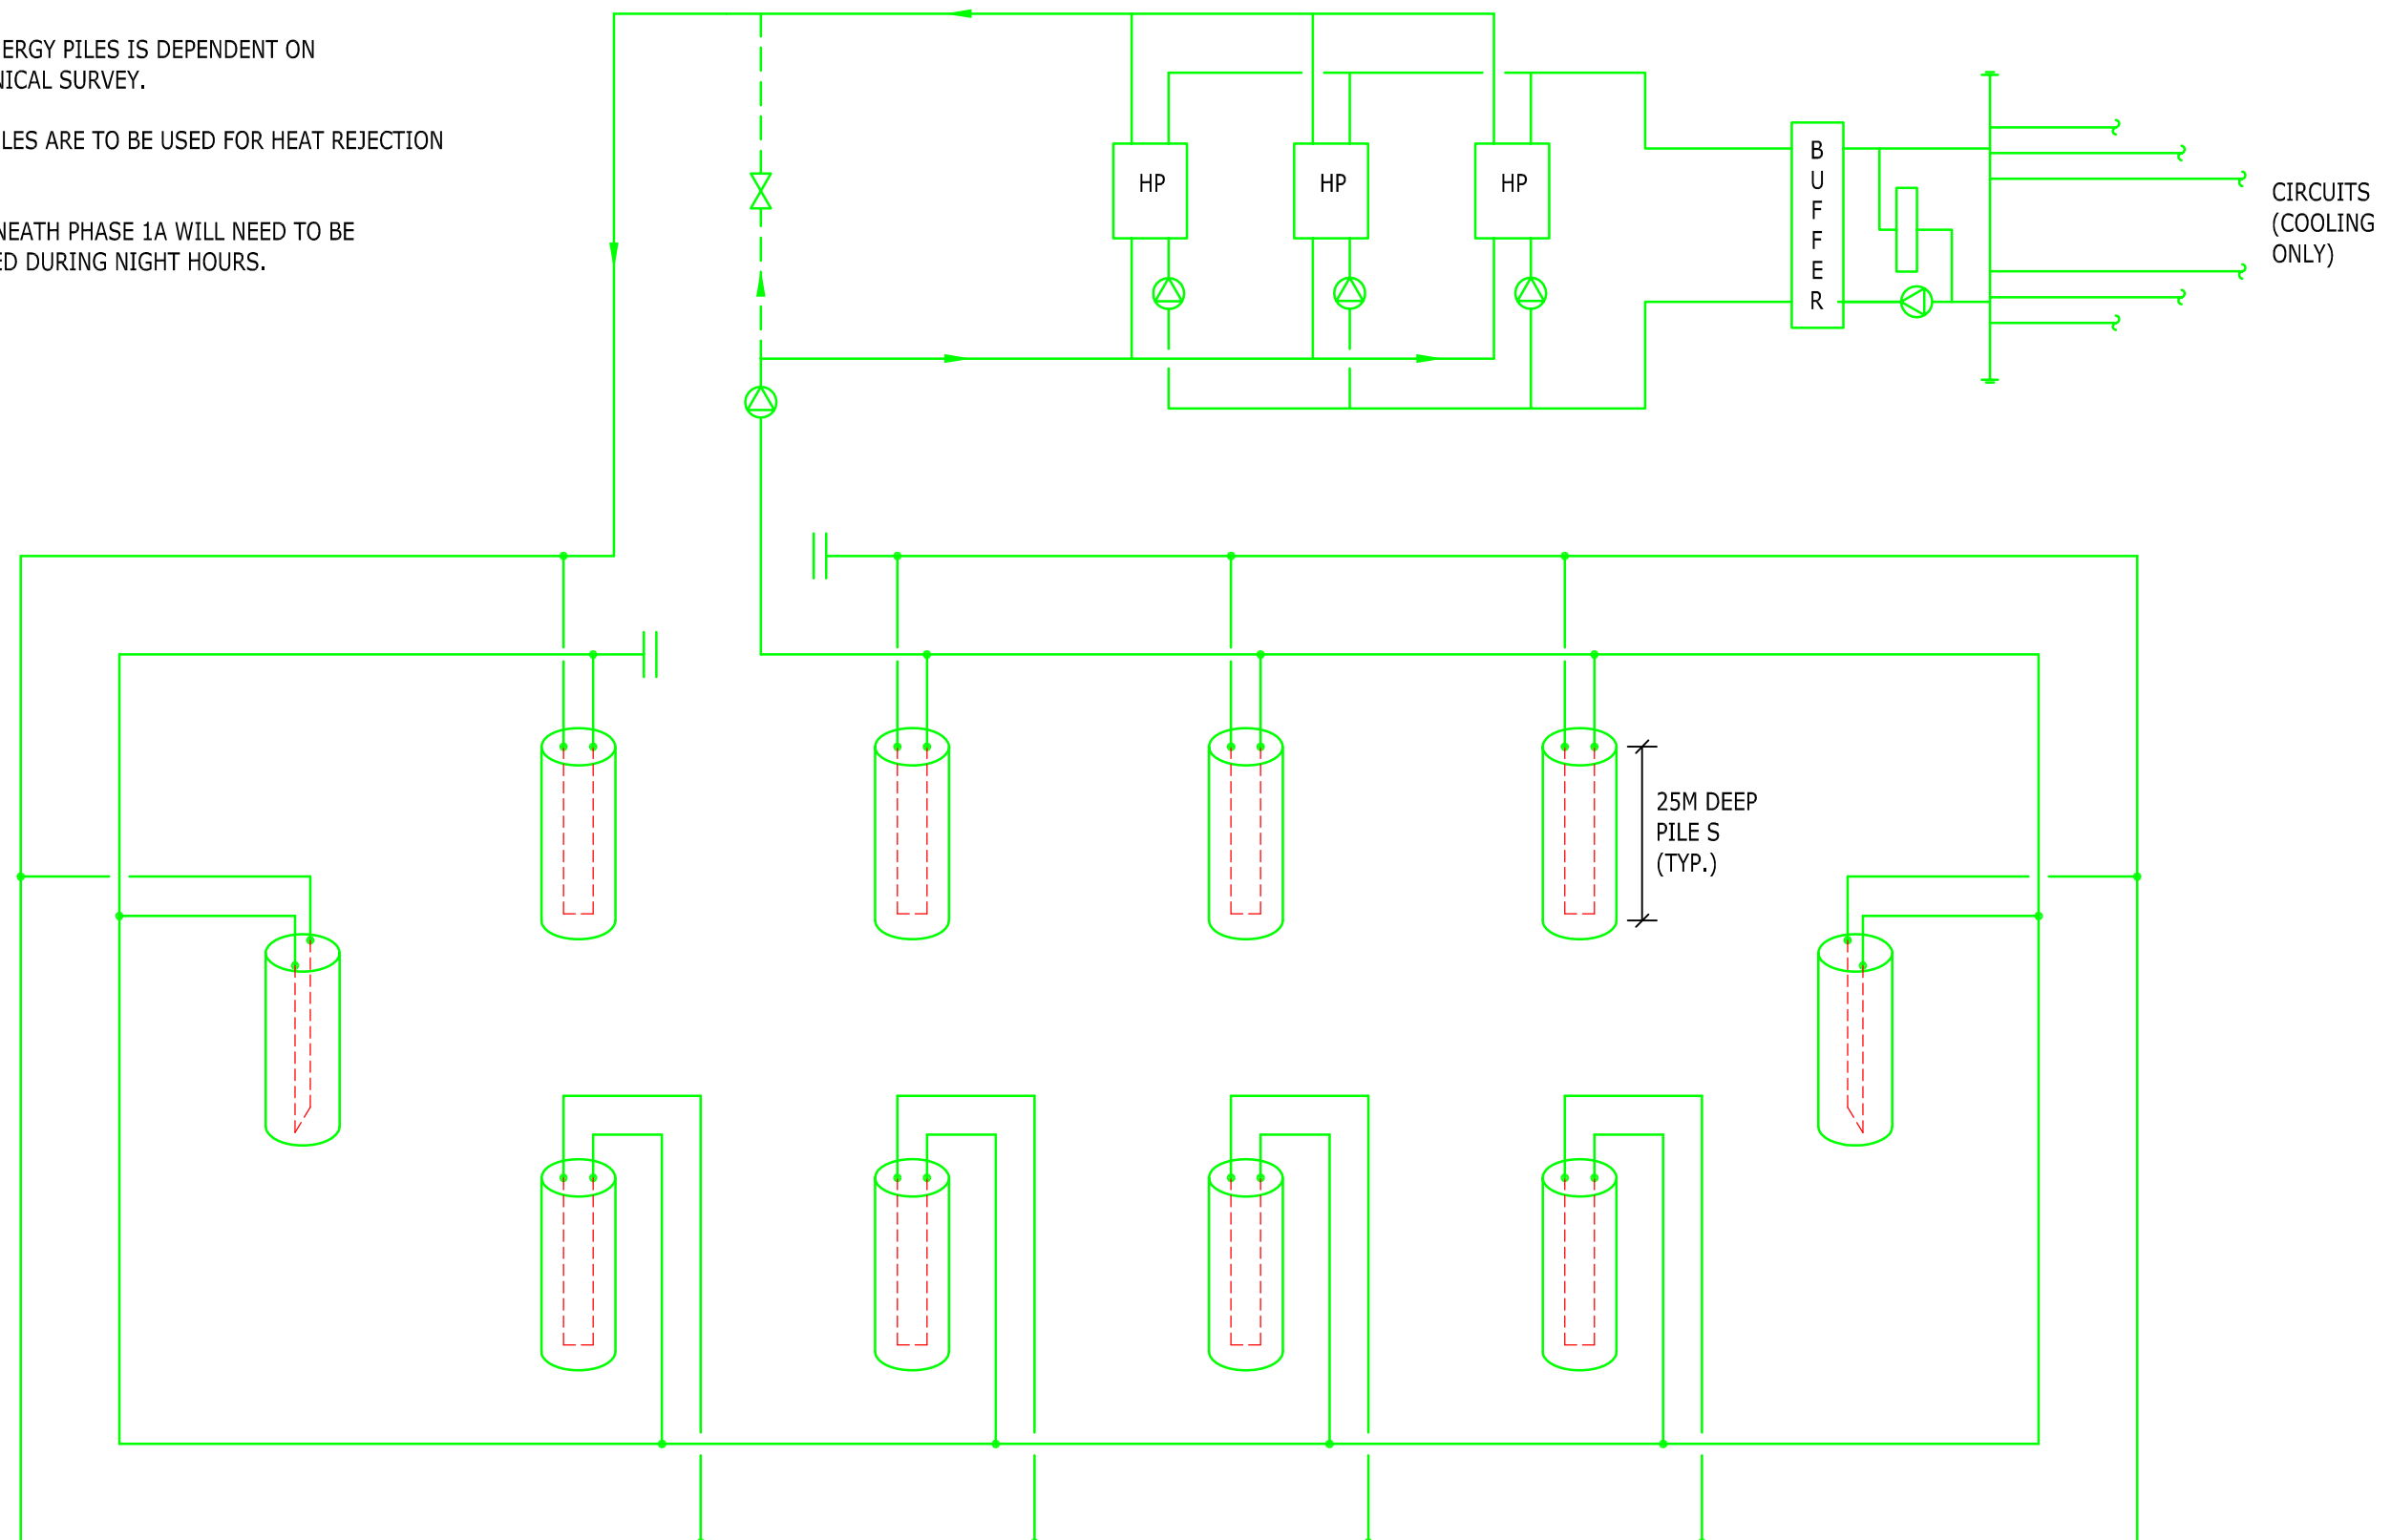 ERGY PILES IS DEPENDENT ON
NICAL SURVEY.
LES ARE TO BE USED FOR HEAT REJECTION
NEATH PHASE 1A WILL NEED TO BE
ED DURING NIGHT HOURS.
HP
HP
HP
B
U
F
F
E
R
CIRCUITS
(COOLING
ONLY)
25M DEEP
PILE S
(TYP.)